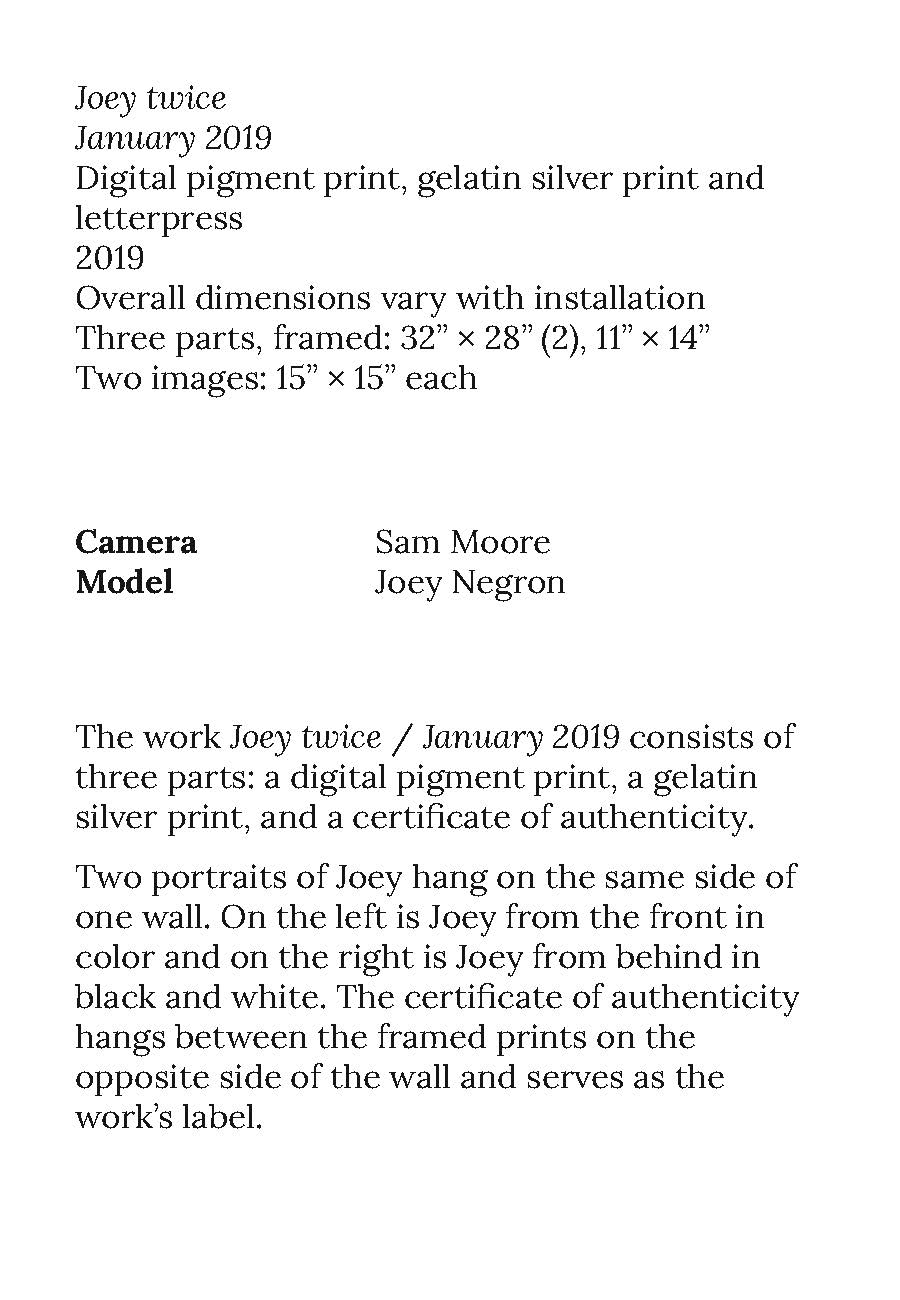 Joey twice
January 2019
Digital pigment print, gelatin silver print and
letterpress
2019
Overall dimensions vary with installation
Three parts, framed: 32” × 28” (2), 11” × 14”
Two images: 15” × 15” each
Camera Sam Moore
Model Joey Negron
The work Joey twice / January 2019 consists of
three parts: a digital pigment print, a gelatin
silver print, and a certificate of authenticity.
Two portraits of Joey hang on the same side of
one wall. On the left is Joey from the front in
color and on the right is Joey from behind in
black and white. The certificate of authenticity
hangs between the framed prints on the
opposite side of the wall and serves as the
work’s label.